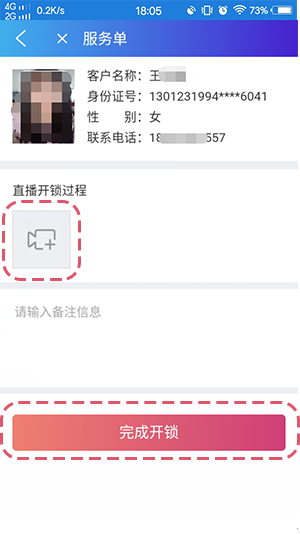 4G 2G 0.2K/s 18:05 73%
服务单
客户名称：王
身份证号：1301231994****6041
性 别：女
联系电话：18 557
直播开锁过程
请输入备注信息
完成开锁